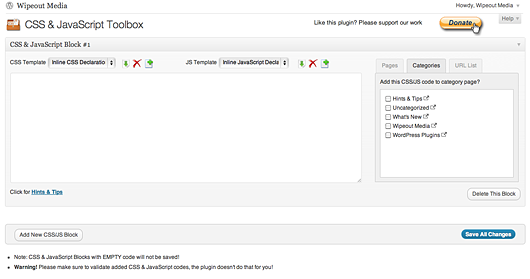 Wipeout Media
Howdy, Wipeout Media
Help
CSS & JavaScript Toolbox
Like this plugin? Please support our work
Donate
CSS & JavaScript Block #1
CSS Template
Inline CSS Declaratio
JS Template
Inline JavaScript Decla
Pages
Categories
URL List
Add this CSS/JS code to category page?
Hints & Tips
Uncategorized
What's New
Wipeout Media
WordPress Plugins
Click for Hints & Tips
Delete This Block
Add New CSS/JS Block
Save All Changes
Note: CSS & JavaScript Blocks with EMPTY code will not be saved!
Warning! Please make sure to validate added CSS & JavaScript codes, the plugin doesn't do that for you!